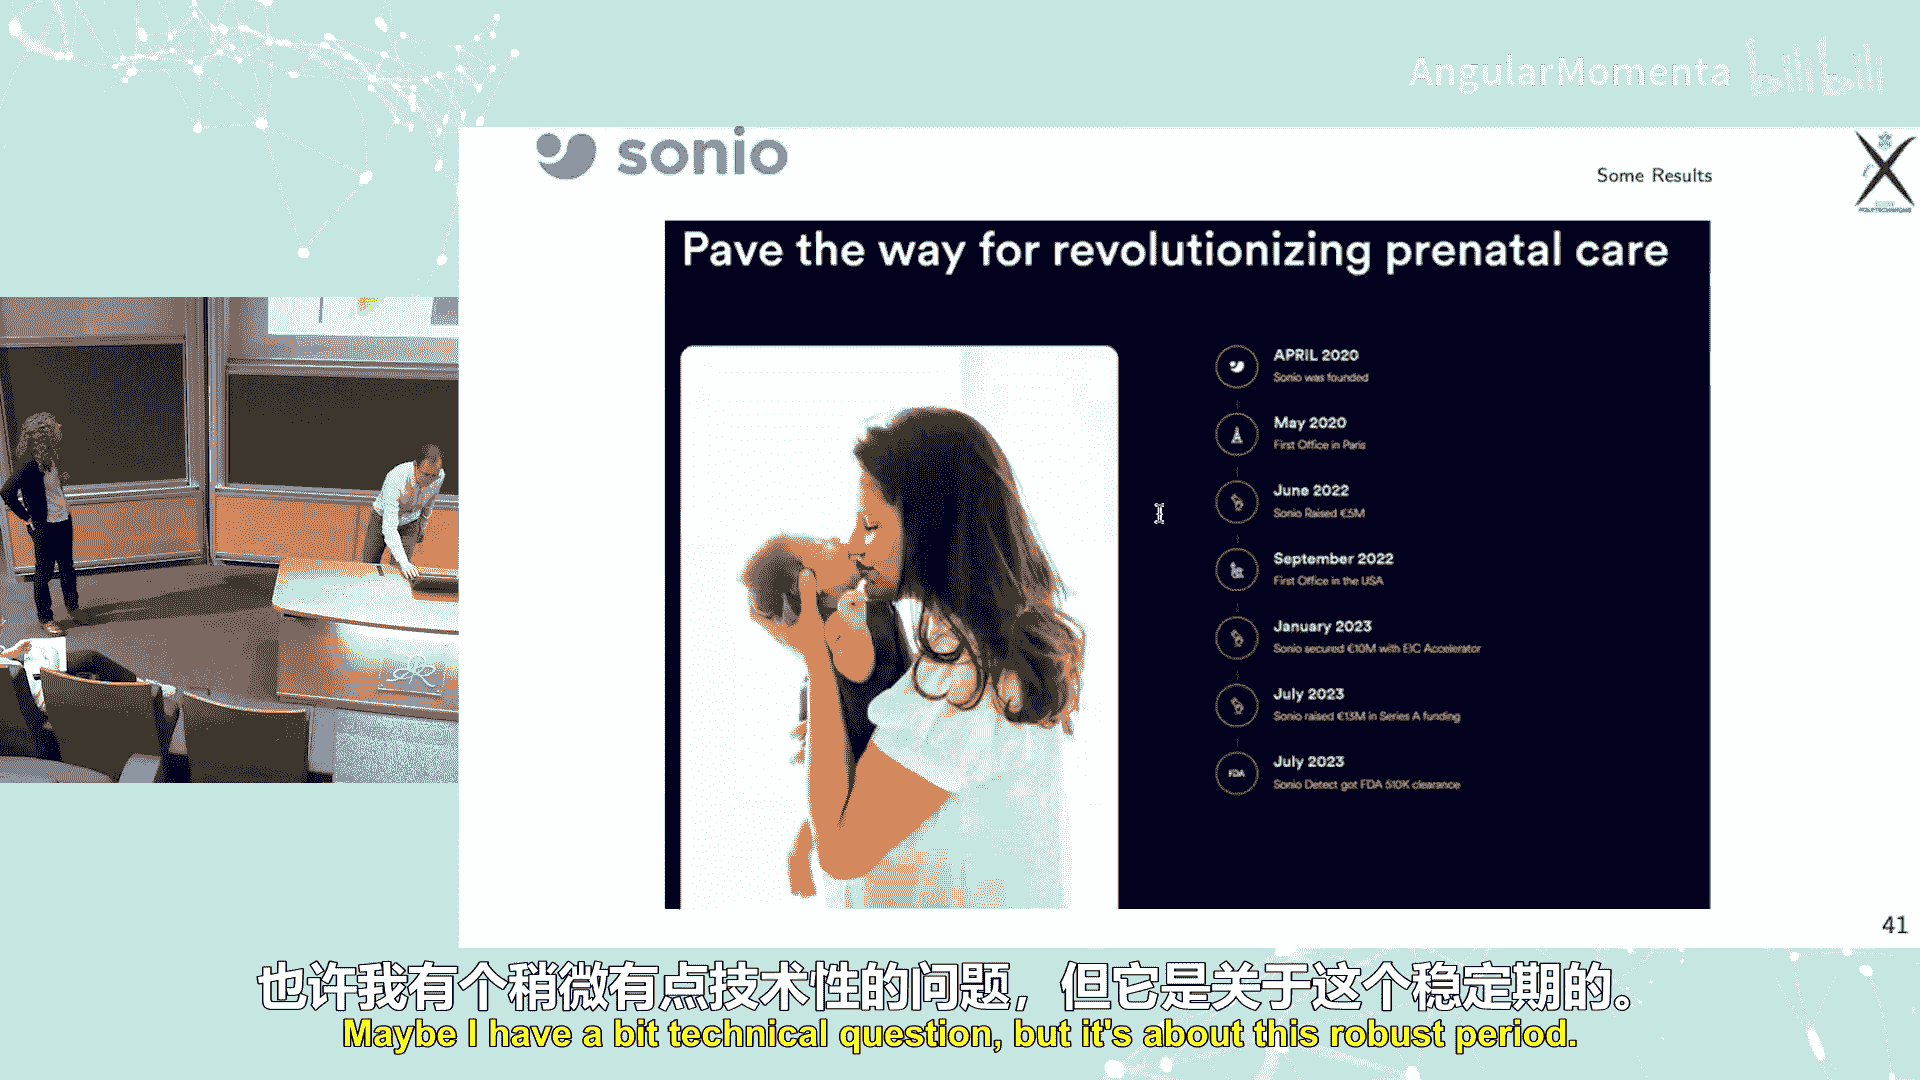 AngularMomenta bilibili
sonio
Some Results
Pave the way for revolutionizing prenatal care
APRIL 2020
Sonio was founded
May 2020
First Office in Paris
June 2022
Sonio Raised €5M
September 2022
First Office in the USA
January 2023
Sonio secured €10M with EIC Accelerator
July 2023
Sonio raised €13M in Series A funding
FDA
July 2023
Sonio Detect got FDA 510K clearance
41
也许我有个稍微有点技术性的问题，但它是关于这个稳定期的。
Maybe I have a bit technical question, but it's about this robust period.